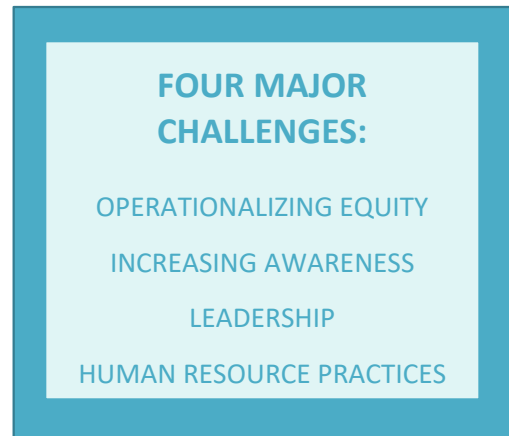 FOUR MAJOR
CHALLENGES:
OPERATIONALIZING EQUITY
INCREASING AWARENESS
LEADERSHIP
HUMAN RESOURCE PRACTICES